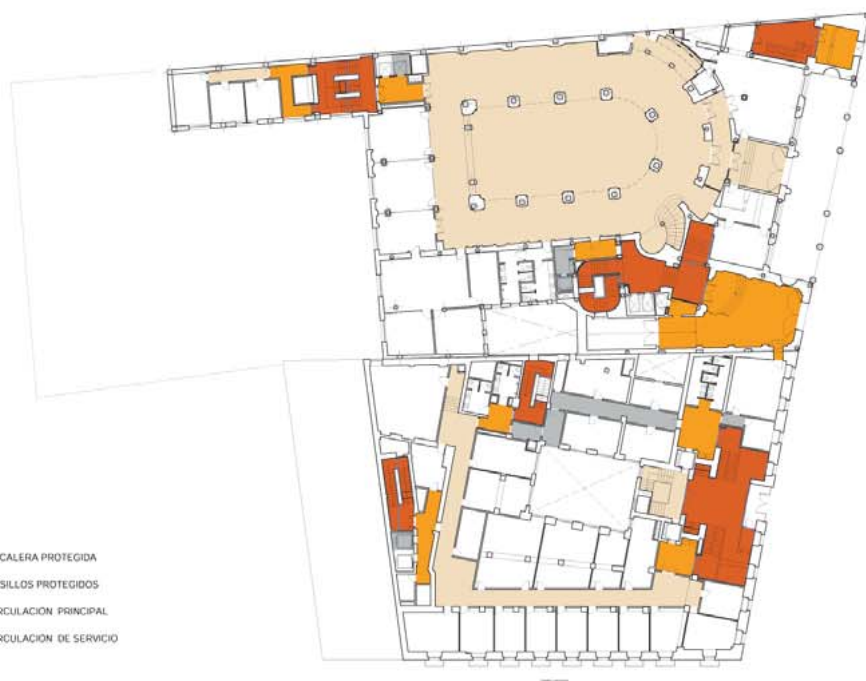 CALERA PROTEGIDA
SILLOS PROTEGIDOS
RCULACIÓN PRINCIPAL
RCULACIÓN DE SERVICIO